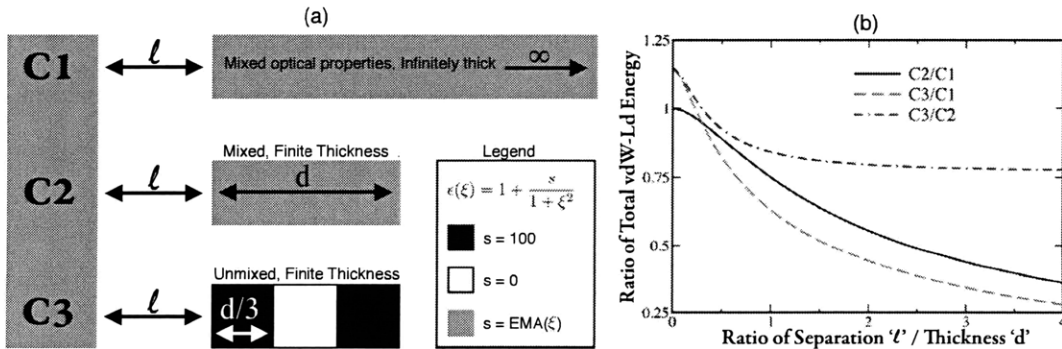 (a)
C1
ℓ
Mixed optical properties, Infinitely thick
∞
C2
ℓ
Mixed, Finite Thickness
d
C3
ℓ
Unmixed, Finite Thickness
d/3
Legend
ϵ(ξ) = 1 + s / (1 + ξ²)
s = 100
s = 0
s = EMA(ξ)
(b)
Ratio of Total vdW-Ld Energy
1.25
1
0.75
0.5
0.25
C2/C1
C3/C1
C3/C2
0
1
2
3
4
Ratio of Separation 'ℓ' / Thickness 'd'